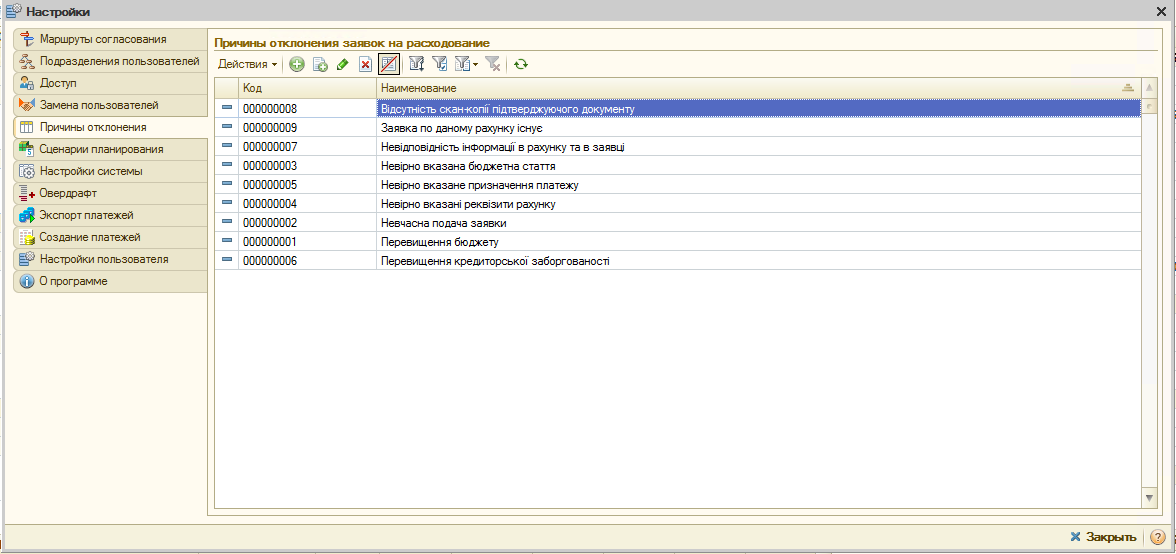 Настройки
Маршруты согласования
Подразделения пользователей
Доступ
Замена пользователей
Причины отклонения
Сценарии планирования
Настройки системы
Овердрафт
Экспорт платежей
Создание платежей
Настройки пользователя
О программе
Причины отклонения заявок на расходование
Действия
Код Наименование
000000008 Відсутність скан-копії підтверджуючого документу
000000009 Заявка по даному рахунку існує
000000007 Невідповідність інформації в рахунку та в заявці
000000003 Невірно вказана бюджетна стаття
000000005 Невірно вказане призначення платежу
000000004 Невірно вказані реквізити рахунку
000000002 Невчасна подача заявки
000000001 Перевищення бюджету
000000006 Перевищення кредиторської заборгованості
Закрыть